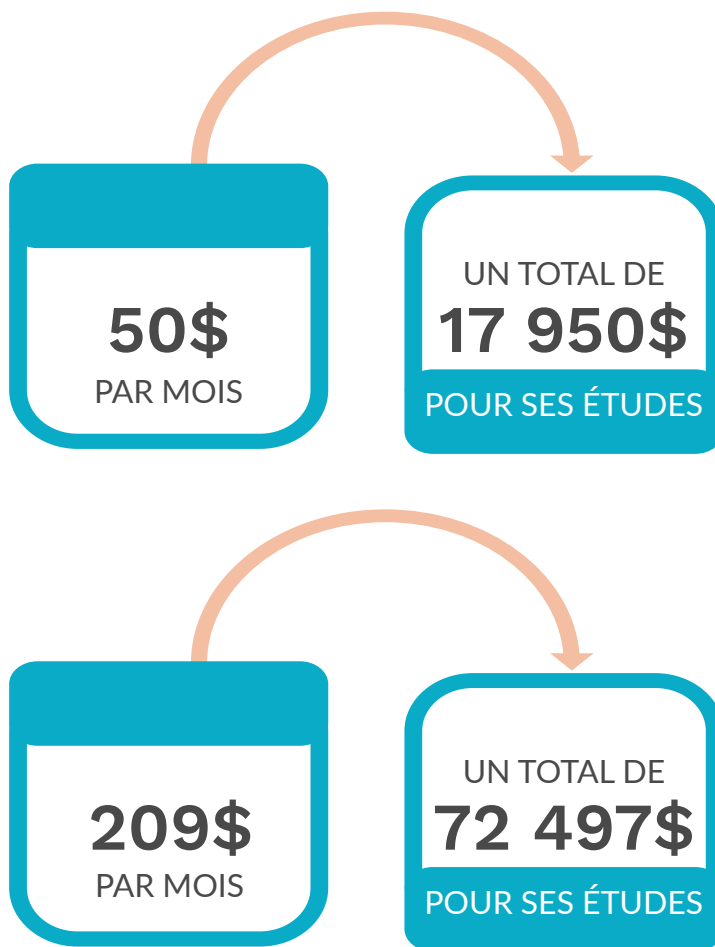 50$
PAR MOIS
UN TOTAL DE
17 950$
POUR SES ÉTUDES
209$
PAR MOIS
UN TOTAL DE
72 497$
POUR SES ÉTUDES